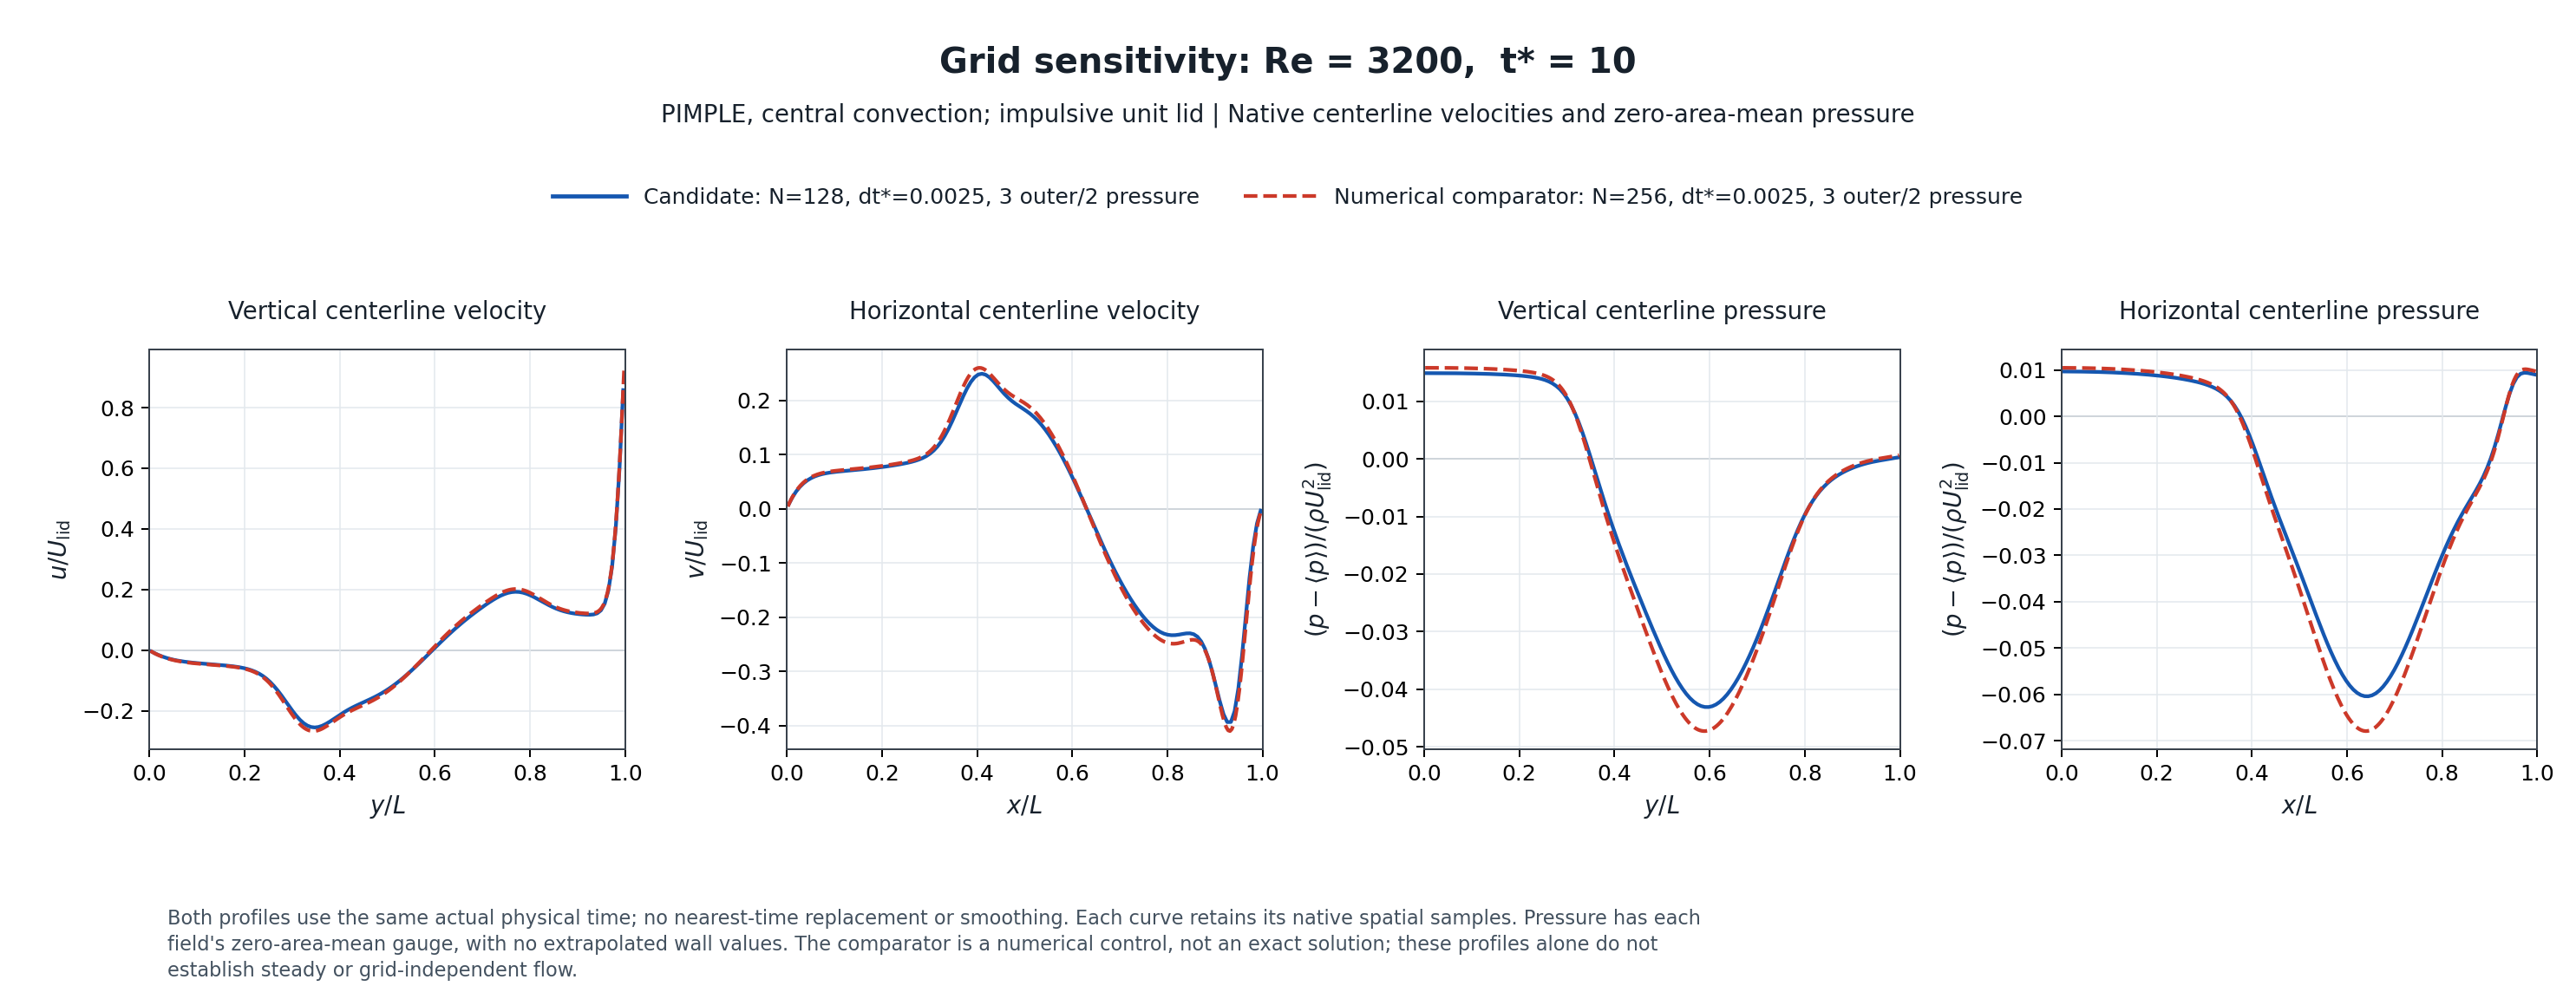 Grid sensitivity: Re = 3200, t* = 10
PIMPLE, central convection; impulsive unit lid | Native centerline velocities and zero-area-mean pressure
Candidate: N=128, dt*=0.0025, 3 outer/2 pressure
Numerical comparator: N=256, dt*=0.0025, 3 outer/2 pressure
Vertical centerline velocity
u/U_lid
0.8
0.6
0.4
0.2
0.0
−0.2
0.0 0.2 0.4 0.6 0.8 1.0
y/L
Horizontal centerline velocity
v/U_lid
0.2
0.1
0.0
−0.1
−0.2
−0.3
−0.4
0.0 0.2 0.4 0.6 0.8 1.0
x/L
Vertical centerline pressure
(p − ⟨p⟩)/(ρU²_lid)
0.01
0.00
−0.01
−0.02
−0.03
−0.04
−0.05
0.0 0.2 0.4 0.6 0.8 1.0
y/L
Horizontal centerline pressure
(p − ⟨p⟩)/(ρU²_lid)
0.01
0.00
−0.01
−0.02
−0.03
−0.04
−0.05
−0.06
−0.07
0.0 0.2 0.4 0.6 0.8 1.0
x/L
Both profiles use the same actual physical time; no nearest-time replacement or smoothing. Each curve retains its native spatial samples. Pressure has each
field's zero-area-mean gauge, with no extrapolated wall values. The comparator is a numerical control, not an exact solution; these profiles alone do not
establish steady or grid-independent flow.